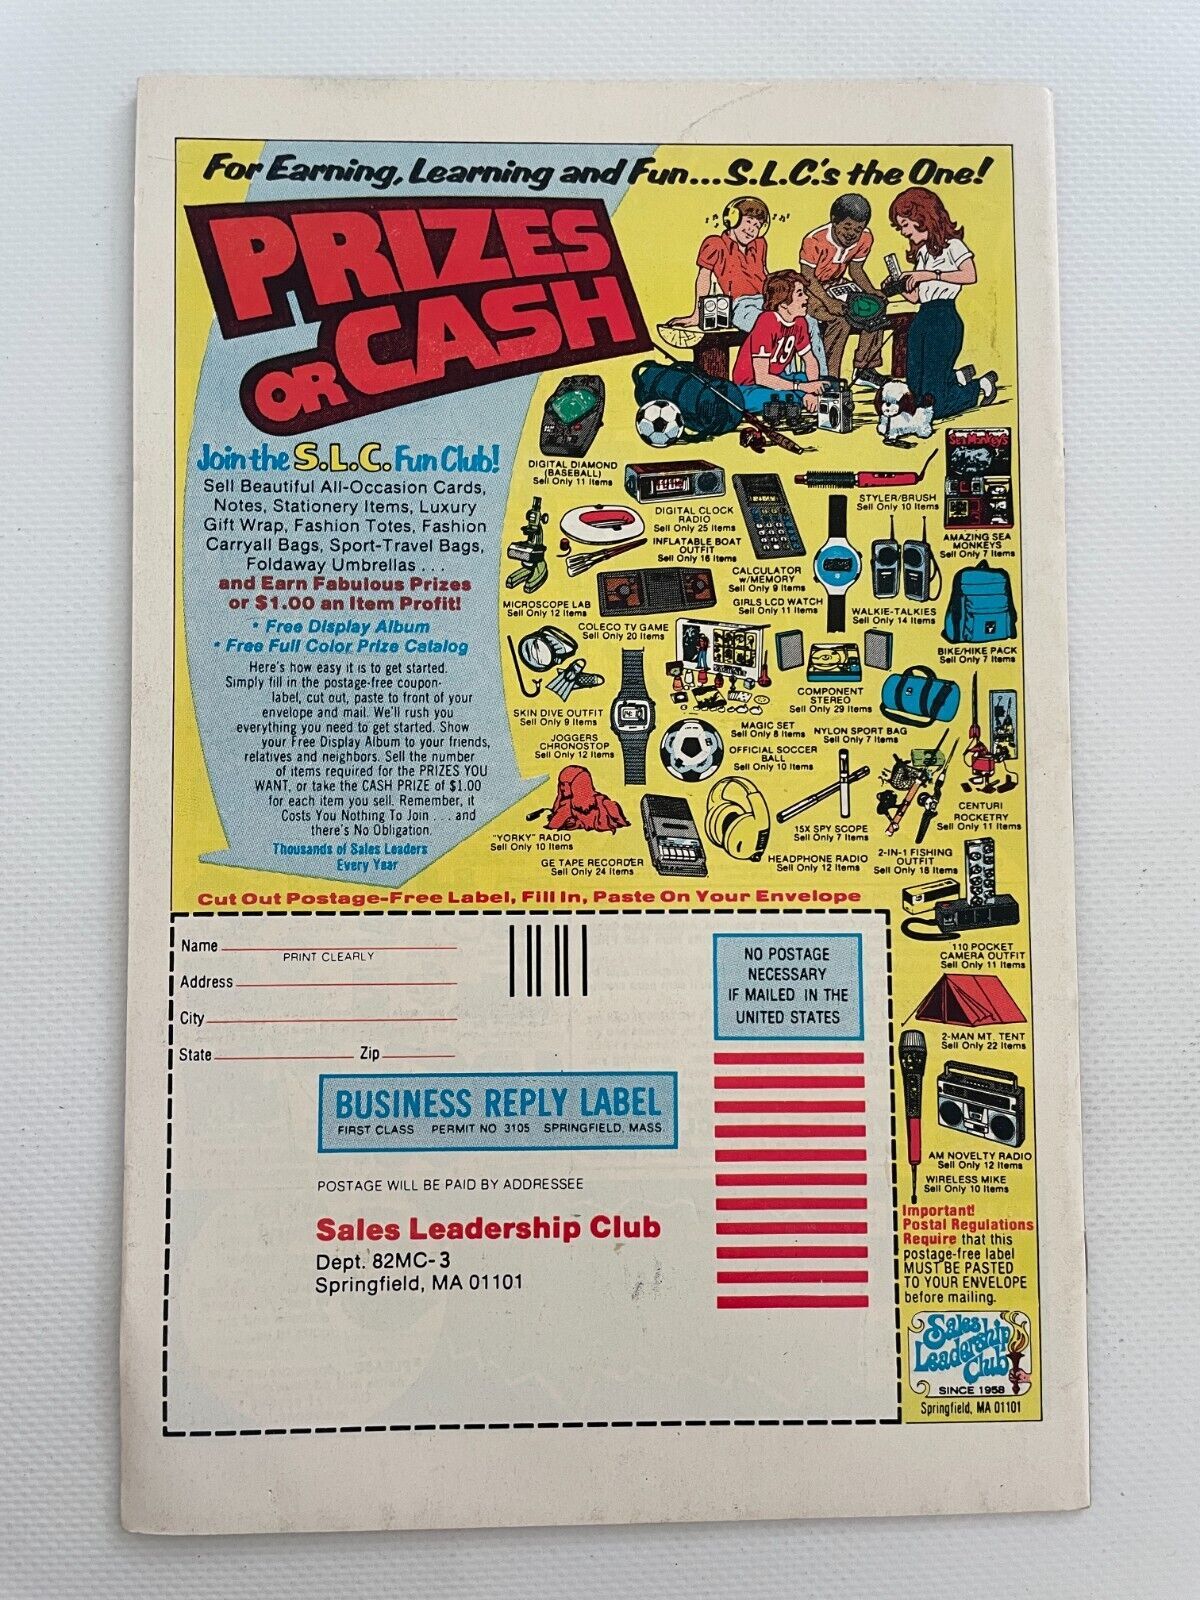 For Earning, Learning and Fun...S.L.C.'s the One!
PRIZES
OR CASH
Join the S.L.C. Fun Club!
Sell Beautiful All-Occasion Cards,
Notes, Stationery Items, Luxury
Gift Wrap, Fashion Totes, Fashion
Carryall Bags, Sport-Travel Bags,
Foldaway Umbrellas . . .
and Earn Fabulous Prizes
or $1.00 an Item Profit!
• Free Display Album
• Free Full Color Prize Catalog
Here's how easy it is to get started.
Simply fill in the postage-free coupon-
label, cut out, paste to front of your
envelope and mail. We'll rush you
everything you need to get started. Show
your Free Display Album to your friends,
relatives and neighbors. Sell the number
of items required for the PRIZES YOU
WANT, or take the CASH PRIZE of $1.00
for each item you sell. Remember, it
Costs You Nothing To Join . . . and
there's No Obligation.
Thousands of Sales Leaders
Every Year
19
DIGITAL DIAMOND
(BASEBALL)
Sell Only 11 Items
DIGITAL CLOCK
RADIO
Sell Only 25 Items
STYLER/BRUSH
Sell Only 10 Items
Sea Monkeys
AMAZING SEA
MONKEYS
Sell Only 7 Items
INFLATABLE BOAT
OUTFIT
Sell Only 16 Items
CALCULATOR
w/MEMORY
Sell Only 9 Items
MICROSCOPE LAB
Sell Only 12 Items
GIRLS LCD WATCH
Sell Only 11 Items
WALKIE-TALKIES
Sell Only 14 Items
COLECO TV GAME
Sell Only 20 Items
BIKE/HIKE PACK
Sell Only 7 Items
COMPONENT
STEREO
Sell Only 29 Items
SKIN DIVE OUTFIT
Sell Only 9 Items
MAGIC SET
Sell Only 8 Items
NYLON SPORT BAG
Sell Only 7 Items
JOGGERS
CHRONOSTOP
Sell Only 12 Items
OFFICIAL SOCCER
BALL
Sell Only 10 Items
CENTURI
ROCKETRY
Sell Only 11 Items
"YORKY" RADIO
Sell Only 10 Items
15X SPY SCOPE
Sell Only 7 Items
GE TAPE RECORDER
Sell Only 24 Items
HEADPHONE RADIO
Sell Only 12 Items
2-IN-1 FISHING
OUTFIT
Sell Only 18 Items
110 POCKET
CAMERA OUTFIT
Sell Only 11 Items
2-MAN MT. TENT
Sell Only 22 Items
AM NOVELTY RADIO
Sell Only 12 Items
WIRELESS MIKE
Sell Only 10 Items
Cut Out Postage-Free Label, Fill In, Paste On Your Envelope
Name
PRINT CLEARLY
Address
City
State Zip
NO POSTAGE
NECESSARY
IF MAILED IN THE
UNITED STATES
BUSINESS REPLY LABEL
FIRST CLASS PERMIT NO 3105 SPRINGFIELD, MASS.
POSTAGE WILL BE PAID BY ADDRESSEE
Sales Leadership Club
Dept. 82MC-3
Springfield, MA 01101
Important!
Postal Regulations
Require that this
postage-free label
MUST BE PASTED
TO YOUR ENVELOPE
before mailing.
Sales
Leadership
Club
SINCE 1958
Springfield, MA 01101